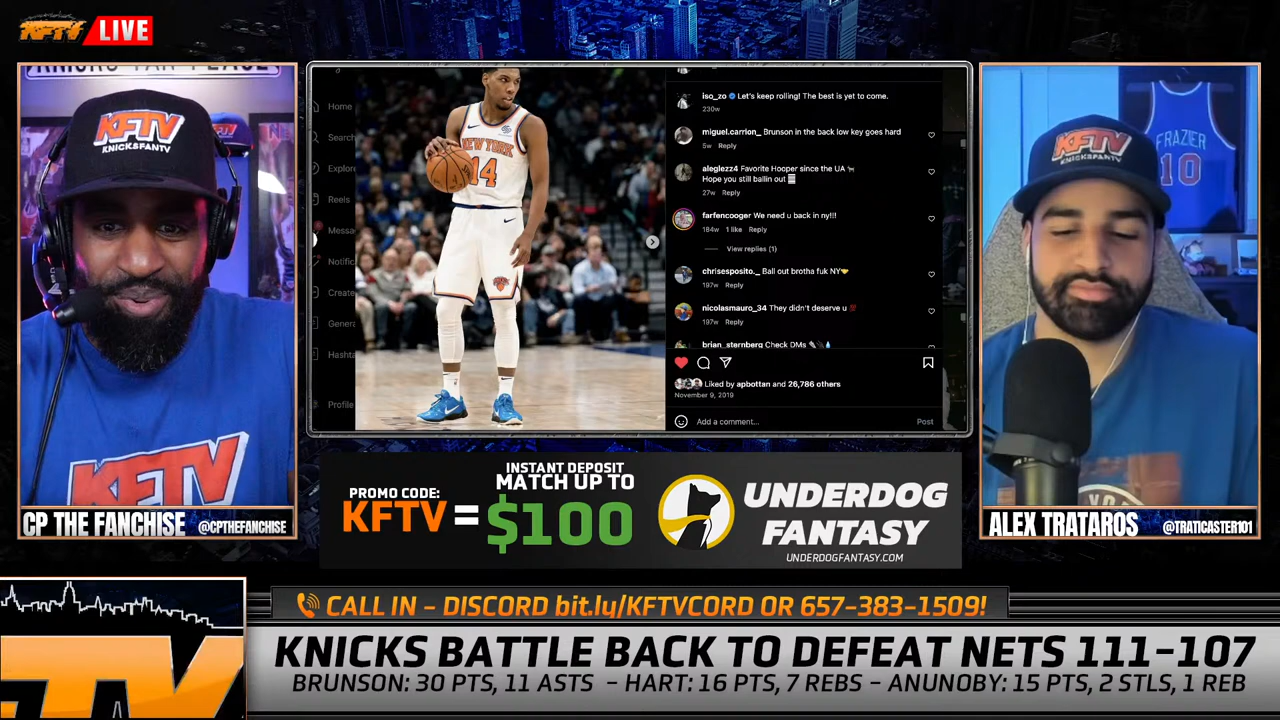 KFTV LIVE
KNICKS FAN PLACE
KFTV
KNICKSFANTV
KFTV
CP THE FANCHISE @CPTHEFANCHISE
Home
Search
Explore
Reels
Messa
Notific
Create
Genera
Hashta
Profile
NEW YORK
14
iso_zo Let's keep rolling! The best is yet to come.
230w
miguel.carrion_ Brunson in the back low key goes hard
5w Reply
aleglezz4 Favorite Hooper since the UA 🐂
Hope you still ballin out
27w Reply
farfencooger We need u back in ny!!!
184w 1 like Reply
View replies (1)
chrisesposito._ Ball out brotha fuk NY🤝
197w Reply
nicolasmauro_34 They didn't deserve u 💯
197w Reply
brian_sternberg Check DMs
Liked by apbottan and 26,786 others
November 9, 2019
Add a comment... Post
FRAZIER
10
KFTV
KNICKSFANTV
ALEX TRATAROS @TRATICASTER101
PROMO CODE:
KFTV
=
INSTANT DEPOSIT
MATCH UP TO
$100
UNDERDOG
FANTASY
UNDERDOGFANTASY.COM
CALL IN - DISCORD bit.ly/KFTVCORD OR 657-383-1509!
KNICKS BATTLE BACK TO DEFEAT NETS 111-107
BRUNSON: 30 PTS, 11 ASTS - HART: 16 PTS, 7 REBS - ANUNOBY: 15 PTS, 2 STLS, 1 REB